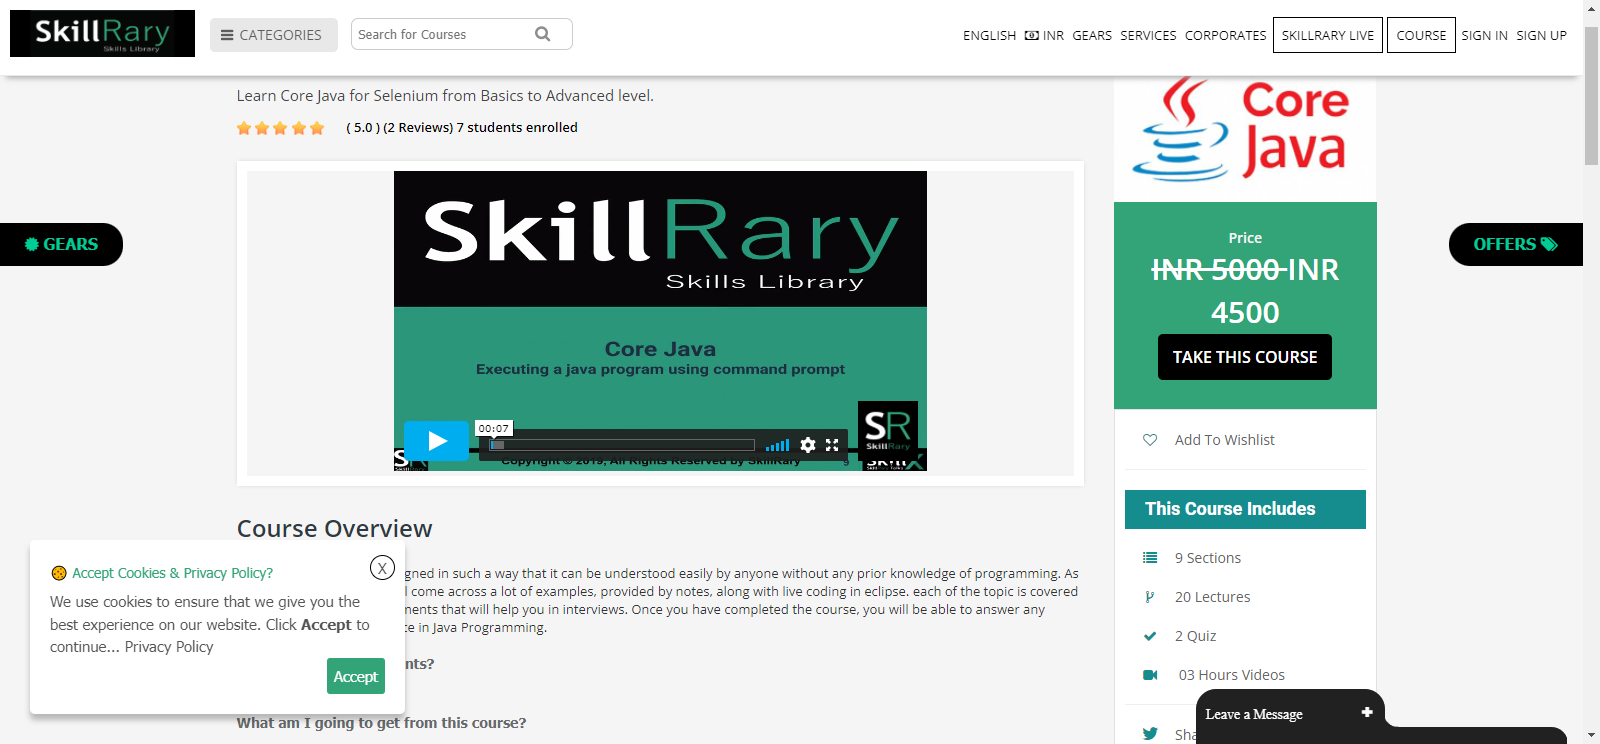 SkillRary
Skills Library
CATEGORIES
Search for Courses
ENGLISH INR GEARS SERVICES CORPORATES SKILLRARY LIVE COURSE SIGN IN SIGN UP
Learn Core Java for Selenium from Basics to Advanced level.
( 5.0 ) (2 Reviews) 7 students enrolled
GEARS
SkillRary
Skills Library
Core Java
Executing a java program using command prompt
00:07
SR
SkillRary
Copyright © 2019, All Rights Reserved by SkillRary 9
Core
Java
OFFERS
Price
INR 5000 INR
4500
TAKE THIS COURSE
Add To Wishlist
This Course Includes
9 Sections
20 Lectures
2 Quiz
03 Hours Videos
Sha
Leave a Message
Course Overview
gned in such a way that it can be understood easily by anyone without any prior knowledge of programming. As
l come across a lot of examples, provided by notes, along with live coding in eclipse. each of the topic is covered
nents that will help you in interviews. Once you have completed the course, you will be able to answer any
ce in Java Programming.
nts?
What am I going to get from this course?
Accept Cookies & Privacy Policy?
X
We use cookies to ensure that we give you the
best experience on our website. Click Accept to
continue... Privacy Policy
Accept